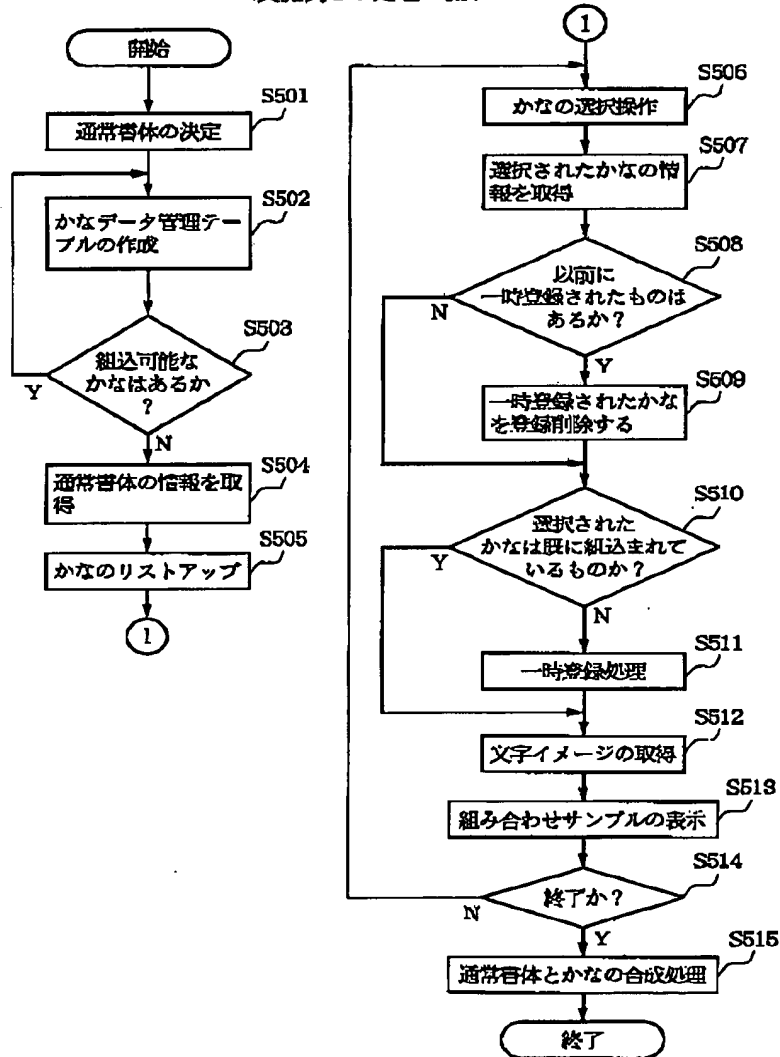 開始
S501
通常書体の決定
S502
かなデータ管理テー
ブルの作成
S503
組込可能な
かなはあるか
?
Y
N
S504
通常書体の情報を取
得
S505
かなのリストアップ
1
1
S506
かなの選択操作
S507
選択されたかなの情
報を取得
S508
以前に
一時登録されたものは
あるか?
N
Y
S509
一時登録されたかな
を登録削除する
S510
選択された
かなは既に組込まれて
いるものか?
Y
N
S511
一時登録処理
S512
文字イメージの取得
S513
組み合わせサンプルの表示
S514
終了か?
N
Y
S515
通常書体とかなの合成処理
終了